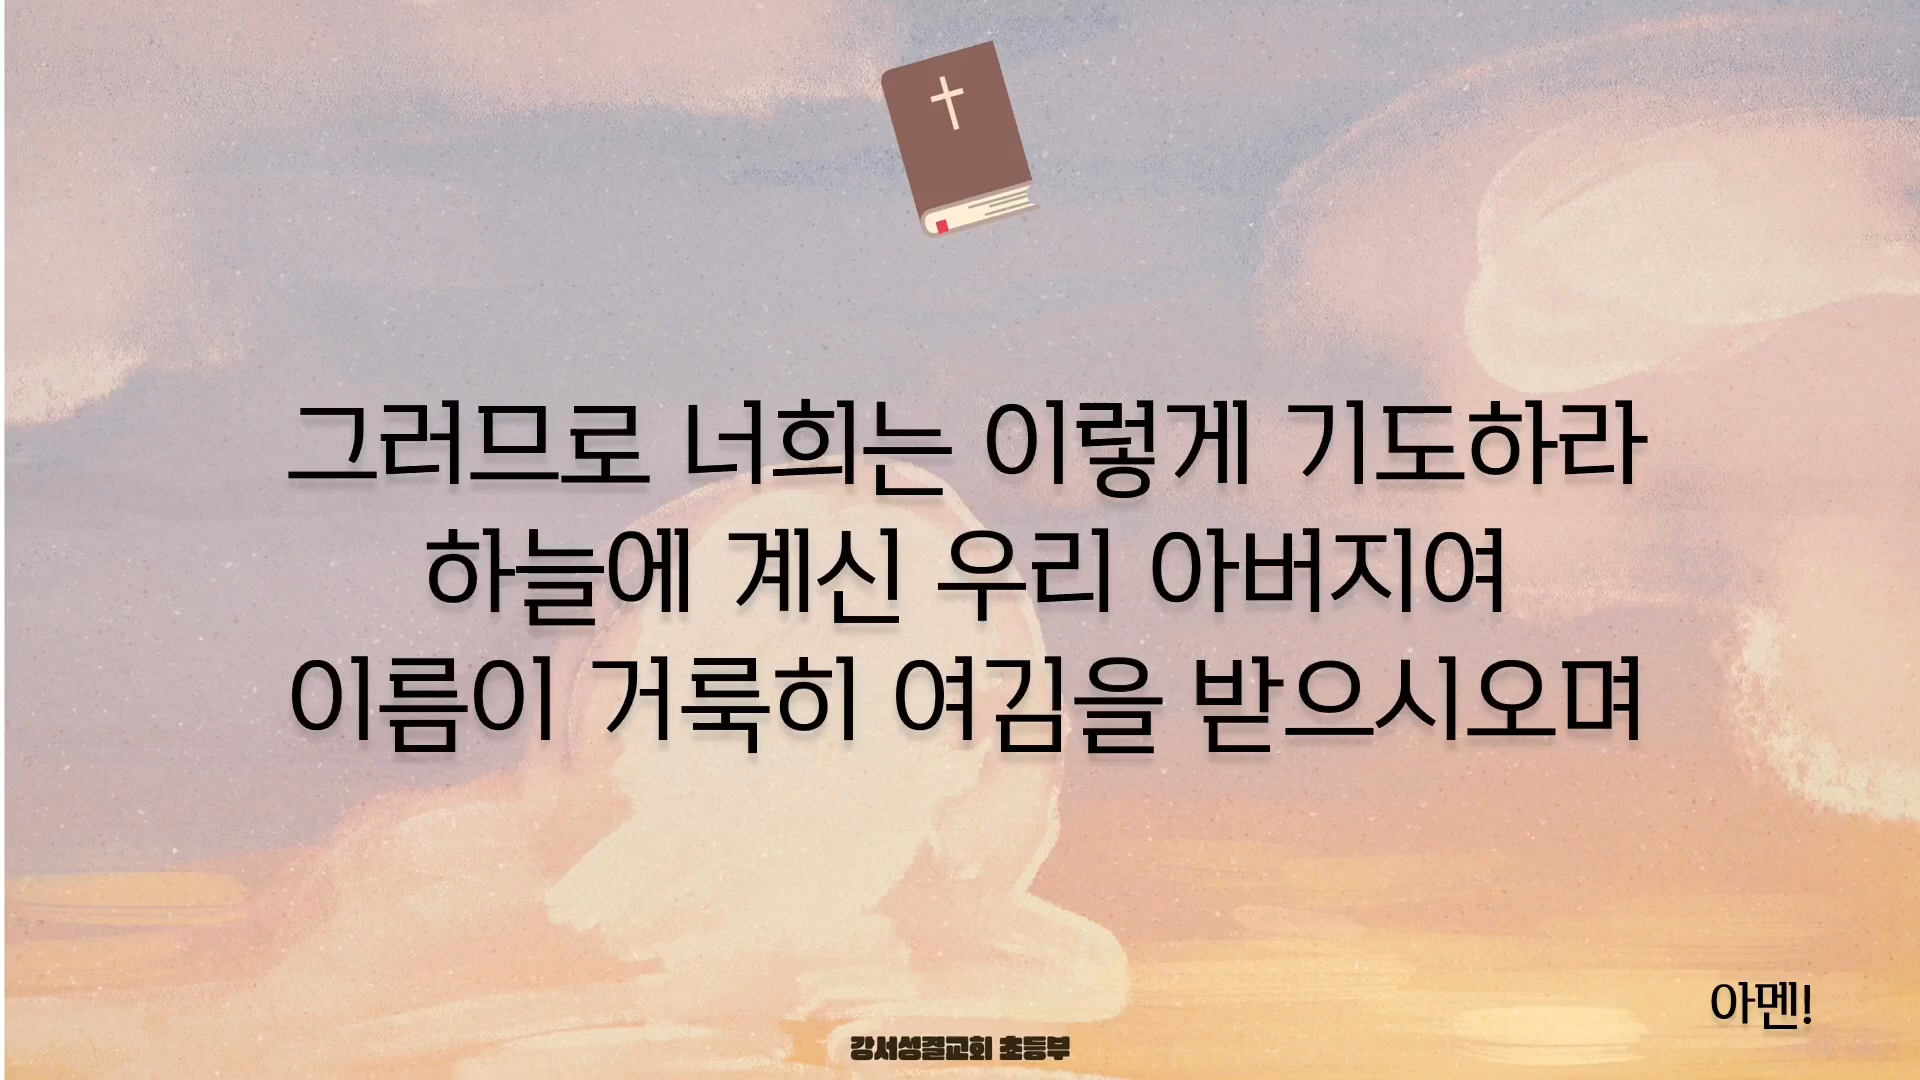 그러므로 너희는 이렇게 기도하라
하늘에 계신 우리 아버지여
이름이 거룩히 여김을 받으시오며
아멘!
강서성결교회 초등부